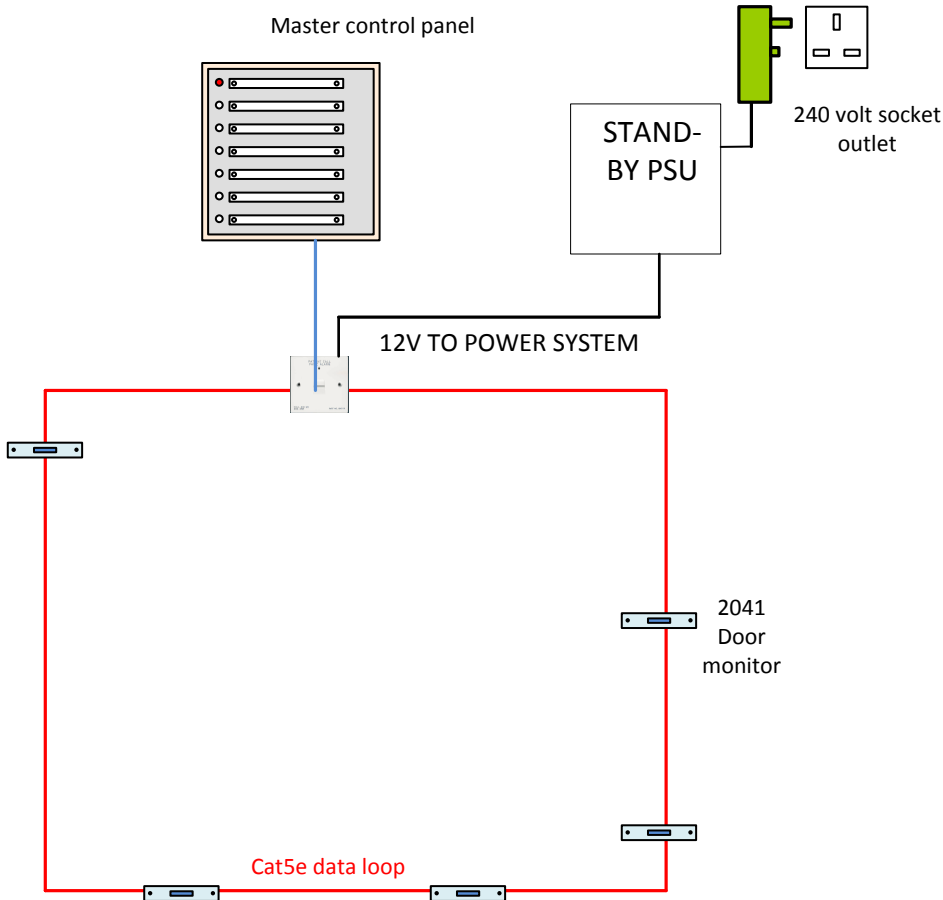 Master control panel
240 volt socket
outlet
STAND-
BY PSU
12V TO POWER SYSTEM
2041
Door
monitor
Cat5e data loop